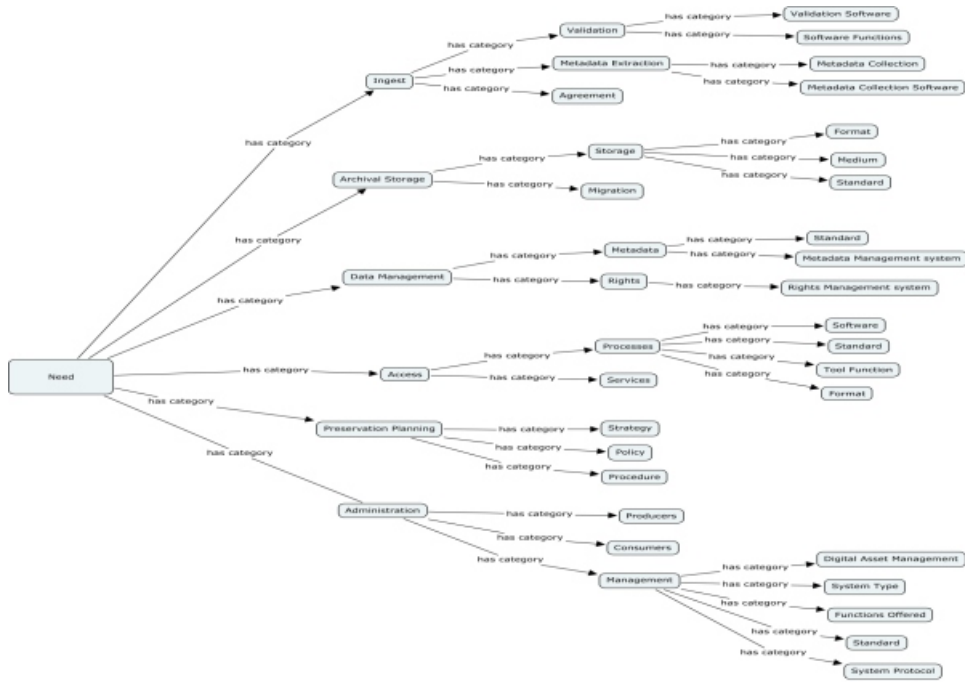 Need
has category
Ingest
has category
Validation
has category
Validation Software
has category
Software Functions
has category
Metadata Extraction
has category
Metadata Collection
has category
Metadata Collection Software
has category
Agreement
has category
Archival Storage
has category
Storage
has category
Format
has category
Medium
has category
Standard
has category
Migration
has category
Data Management
has category
Metadata
has category
Standard
has category
Metadata Management system
has category
Rights
has category
Rights Management system
has category
Access
has category
Processes
has category
Software
has category
Standard
has category
Tool Function
has category
Format
has category
Services
has category
Preservation Planning
has category
Strategy
has category
Policy
has category
Procedure
has category
Administration
has category
Producers
has category
Consumers
has category
Management
has category
Digital Asset Management
has category
System Type
has category
Functions Offered
has category
Standard
has category
System Protocol